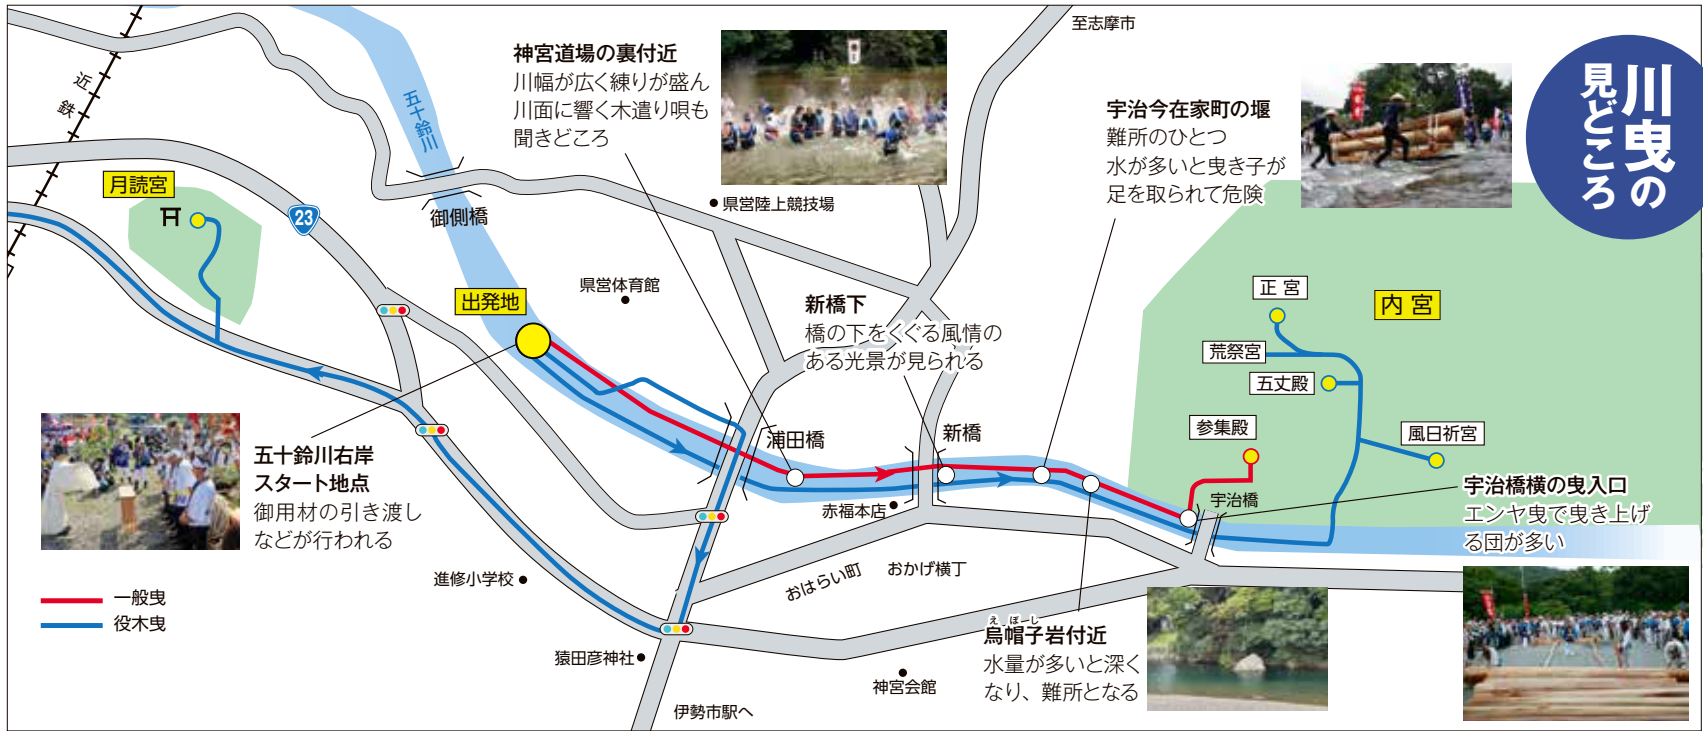 川曳の
見どころ
至志摩市
近鉄
五十鈴川
神宮道場の裏付近
川幅が広く練りが盛ん
川面に響く木遣り唄も
聞きどころ
宇治今在家町の堰
難所のひとつ
水が多いと曳き子が
足を取られて危険
月読宮
23
御側橋
県営陸上競技場
県営体育館
出発地
新橋下
橋の下をくぐる風情の
ある光景が見られる
正宮
内宮
荒祭宮
五丈殿
参集殿
風日祈宮
浦田橋
新橋
五十鈴川右岸
スタート地点
御用材の引き渡し
などが行われる
赤福本店
宇治橋
宇治橋横の曳入口
エンヤ曳で曳き上げ
る団が多い
一般曳
役木曳
進修小学校
おはらい町
おかげ横丁
えぼし
烏帽子岩付近
水量が多いと深く
なり、難所となる
猿田彦神社
神宮会館
伊勢市駅へ